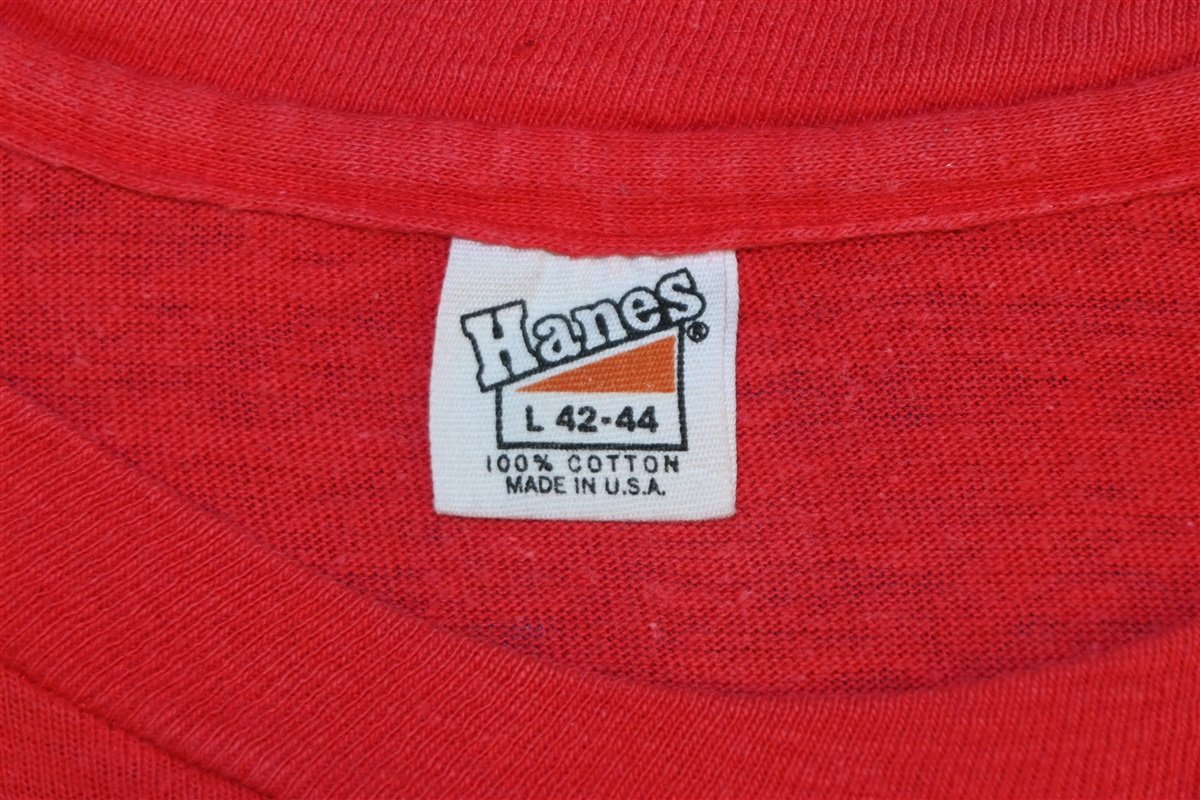 Hanes®
L 42-44
100% COTTON
MADE IN U.S.A.